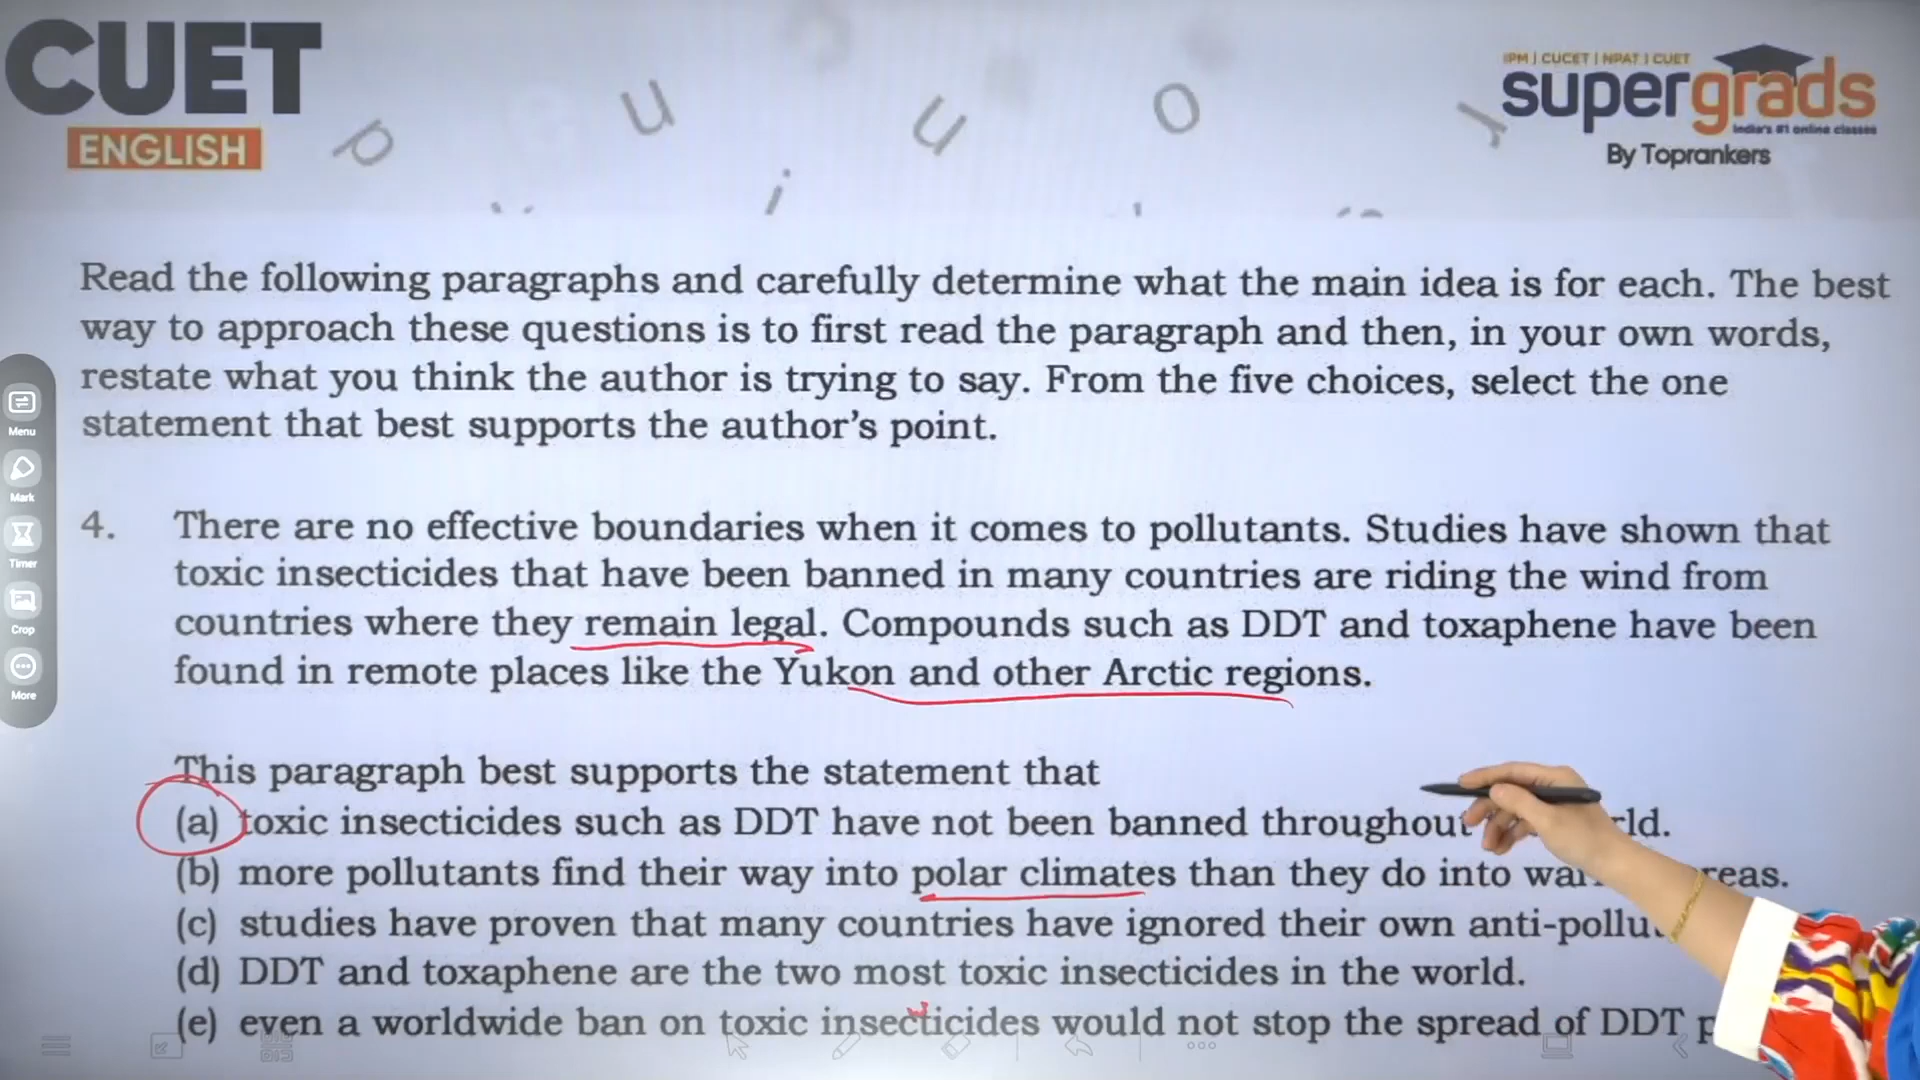 CUET
ENGLISH
IPM | CUCET | NPAT | CUET
supergrads
India's #1 online classes
By Toprankers
Read the following paragraphs and carefully determine what the main idea is for each. The best
way to approach these questions is to first read the paragraph and then, in your own words,
restate what you think the author is trying to say. From the five choices, select the one
statement that best supports the author's point.
Menu
Mark
Timer
Crop
More
4. There are no effective boundaries when it comes to pollutants. Studies have shown that
toxic insecticides that have been banned in many countries are riding the wind from
countries where they remain legal. Compounds such as DDT and toxaphene have been
found in remote places like the Yukon and other Arctic regions.
This paragraph best supports the statement that
(a) toxic insecticides such as DDT have not been banned throughout
(b) more pollutants find their way into polar climates than they do into
(c) studies have proven that many countries have ignored their own
(d) DDT and toxaphene are the two most toxic insecticides in the world.
(e) even a worldwide ban on toxic insecticides would not stop the spread of DDT